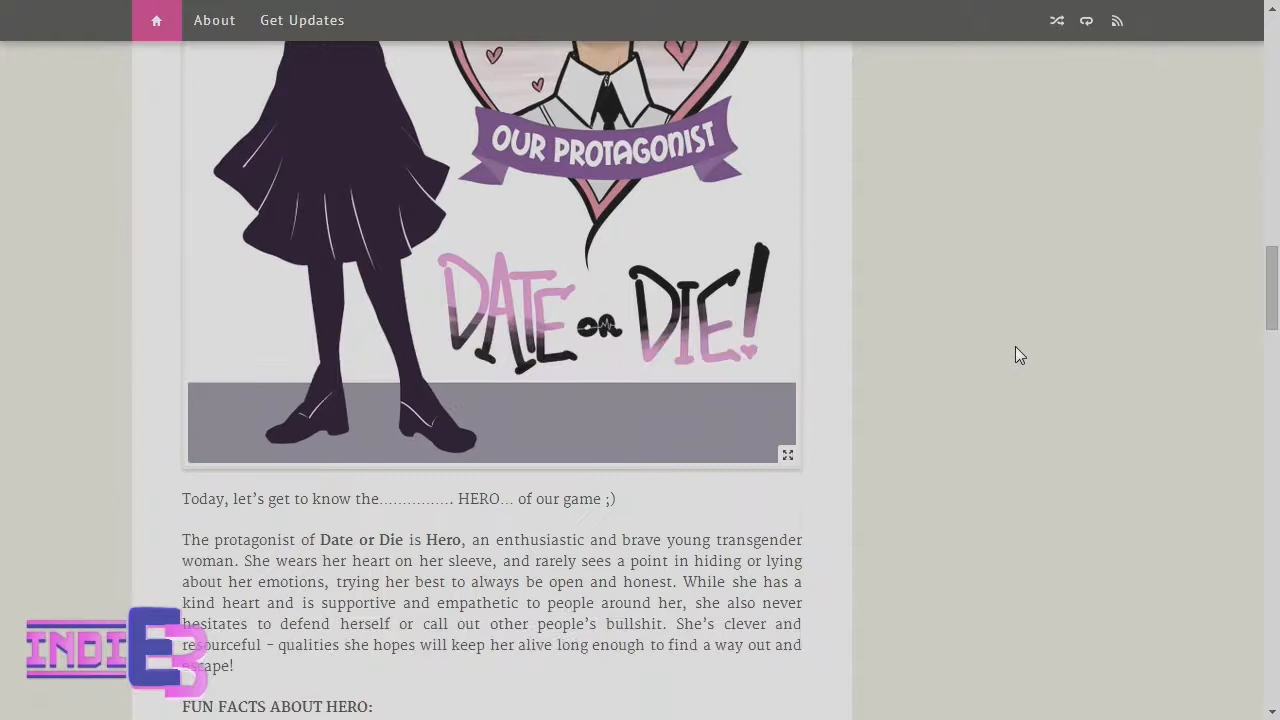 About Get Updates
OUR PROTAGONIST
DATE or DIE!
Today, let’s get to know the................ HERO... of our game ;)
The protagonist of Date or Die is Hero, an enthusiastic and brave young transgender
woman. She wears her heart on her sleeve, and rarely sees a point in hiding or lying
about her emotions, trying her best to always be open and honest. While she has a
kind heart and is supportive and empathetic to people around her, she also never
hesitates to defend herself or call out other people’s bullshit. She’s clever and
resourceful – qualities she hopes will keep her alive long enough to find a way out and
escape!
INDIE3
FUN FACTS ABOUT HERO: